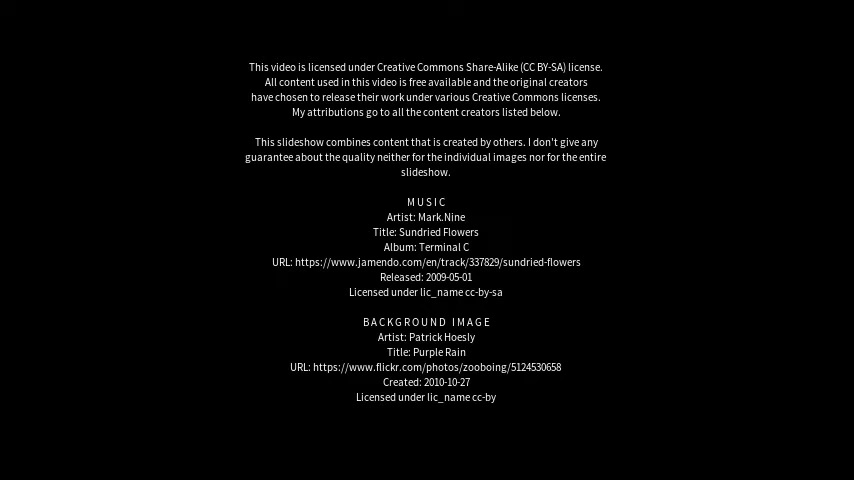 This video is licensed under Creative Commons Share-Alike (CC BY-SA) license.
All content used in this video is free available and the original creators
have chosen to release their work under various Creative Commons licenses.
My attributions go to all the content creators listed below.
This slideshow combines content that is created by others. I don't give any
guarantee about the quality neither for the individual images nor for the entire
slideshow.
MUSIC
Artist: Mark.Nine
Title: Sundried Flowers
Album: Terminal C
URL: https://www.jamendo.com/en/track/337829/sundried-flowers
Released: 2009-05-01
Licensed under lic_name cc-by-sa
BACKGROUND IMAGE
Artist: Patrick Hoesly
Title: Purple Rain
URL: https://www.flickr.com/photos/zooboing/5124530658
Created: 2010-10-27
Licensed under lic_name cc-by